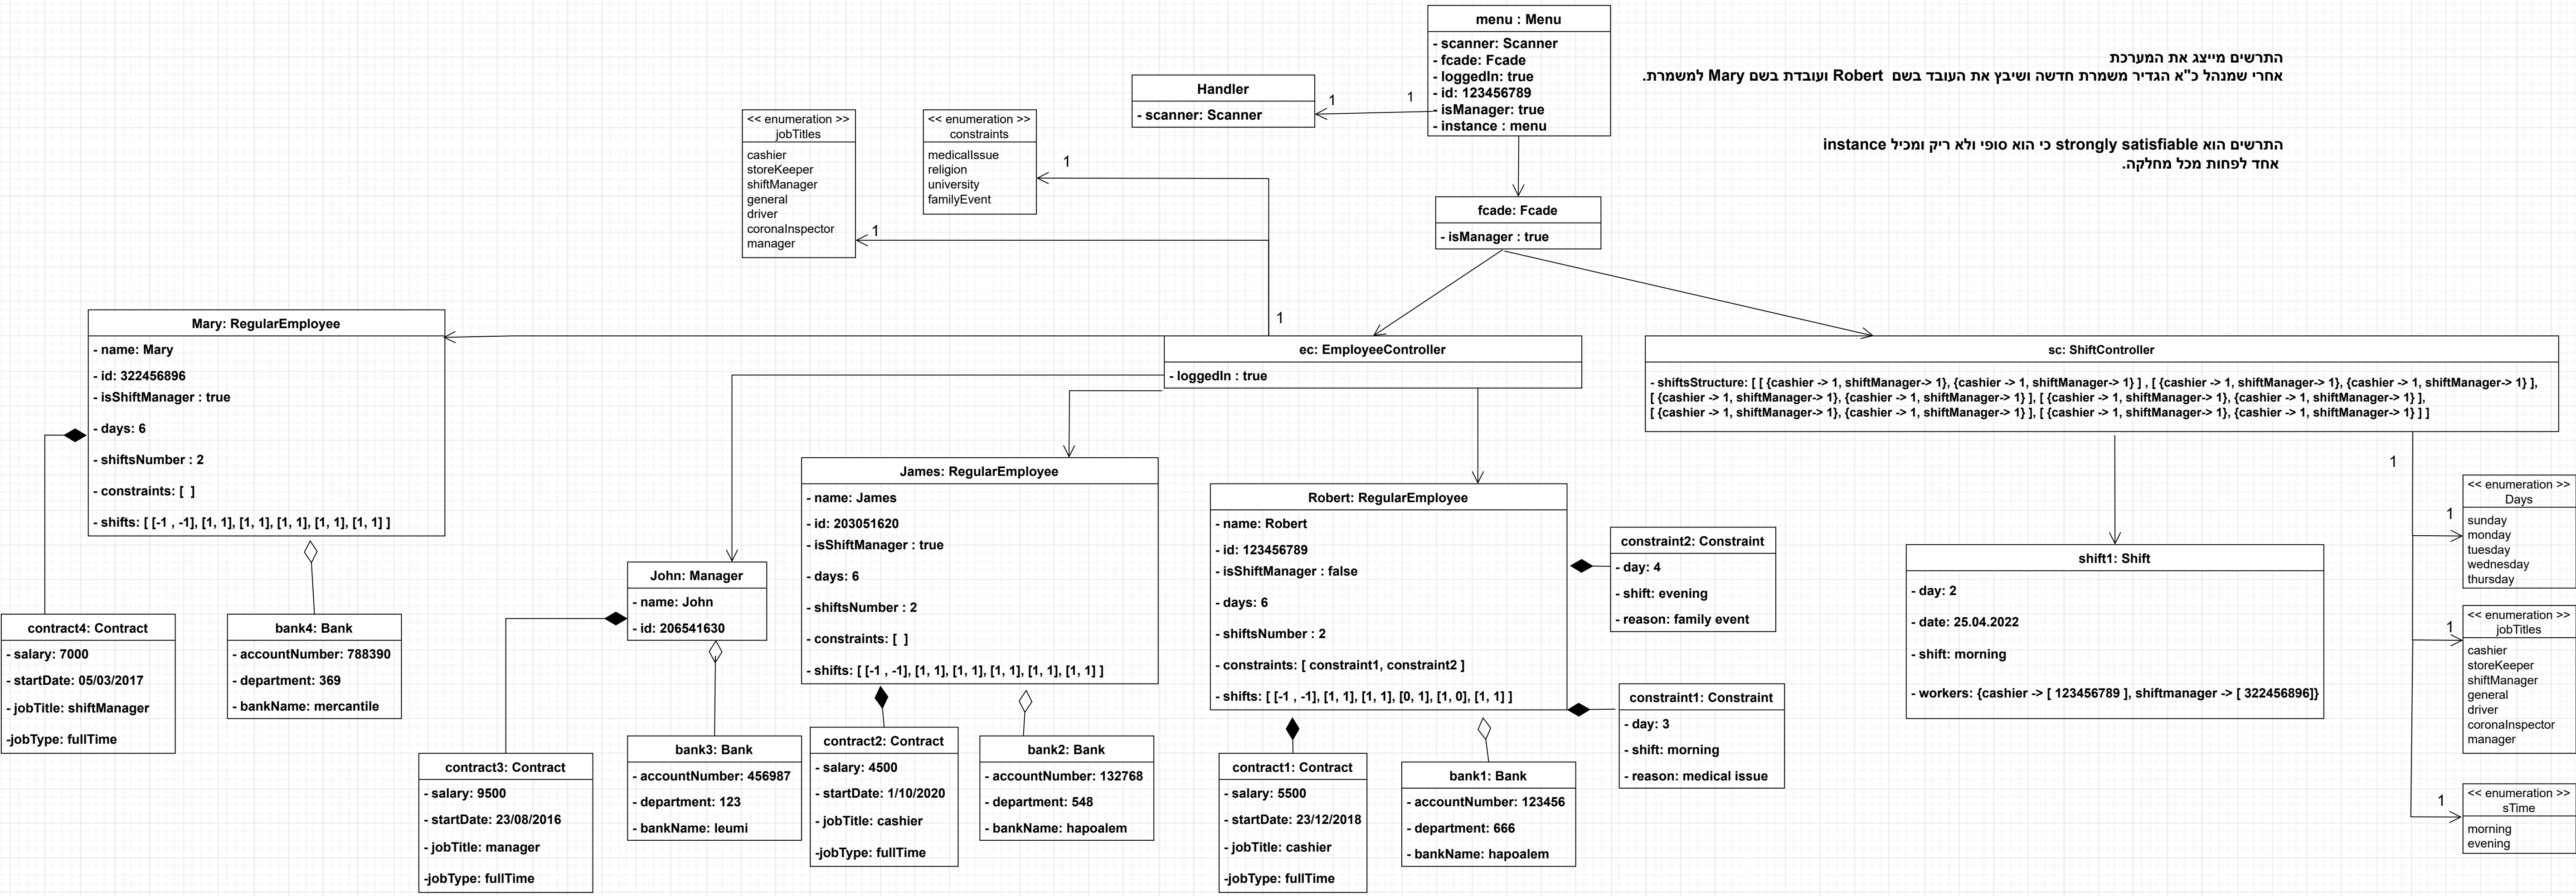 menu : Menu
- scanner: Scanner
- fcade: Fcade
- loggedIn: true
- id: 123456789
- isManager: true
- instance : menu
התרשים מייצג את המערכת
אחרי שמנהל כ"א הגדיר משמרת חדשה ושיבץ את העובד בשם Robert ועובדת בשם Mary למשמרת.
התרשים הוא strongly satisfiable כי הוא סופי ולא ריק ומכיל instance
אחד לפחות מכל מחלקה.
Handler
- scanner: Scanner
1
1
<< enumeration >>
jobTitles
cashier
storeKeeper
shiftManager
general
driver
coronaInspector
manager
1
<< enumeration >>
constraints
medicalIssue
religion
university
familyEvent
1
fcade: Fcade
- isManager : true
1
ec: EmployeeController
- loggedIn : true
sc: ShiftController
- shiftsStructure: [ [ {cashier -> 1, shiftManager-> 1}, {cashier -> 1, shiftManager-> 1} ] , [ {cashier -> 1, shiftManager-> 1}, {cashier -> 1, shiftManager-> 1} ],
[ {cashier -> 1, shiftManager-> 1}, {cashier -> 1, shiftManager-> 1} ], [ {cashier -> 1, shiftManager-> 1}, {cashier -> 1, shiftManager-> 1} ],
[ {cashier -> 1, shiftManager-> 1}, {cashier -> 1, shiftManager-> 1} ], [ {cashier -> 1, shiftManager-> 1}, {cashier -> 1, shiftManager-> 1} ] ]
Mary: RegularEmployee
- name: Mary
- id: 322456896
- isShiftManager : true
- days: 6
- shiftsNumber : 2
- constraints: [ ]
- shifts: [ [-1 , -1], [1, 1], [1, 1], [1, 1], [1, 1], [1, 1] ]
contract4: Contract
- salary: 7000
- startDate: 05/03/2017
- jobTitle: shiftManager
-jobType: fullTime
bank4: Bank
- accountNumber: 788390
- department: 369
- bankName: mercantile
John: Manager
- name: John
- id: 206541630
contract3: Contract
- salary: 9500
- startDate: 23/08/2016
- jobTitle: manager
-jobType: fullTime
bank3: Bank
- accountNumber: 456987
- department: 123
- bankName: leumi
James: RegularEmployee
- name: James
- id: 203051620
- isShiftManager : true
- days: 6
- shiftsNumber : 2
- constraints: [ ]
- shifts: [ [-1 , -1], [1, 1], [1, 1], [1, 1], [1, 1], [1, 1] ]
contract2: Contract
- salary: 4500
- startDate: 1/10/2020
- jobTitle: cashier
-jobType: fullTime
bank2: Bank
- accountNumber: 132768
- department: 548
- bankName: hapoalem
Robert: RegularEmployee
- name: Robert
- id: 123456789
- isShiftManager : false
- days: 6
- shiftsNumber : 2
- constraints: [ constraint1, constraint2 ]
- shifts: [ [-1 , -1], [1, 1], [1, 1], [0, 1], [1, 0], [1, 1] ]
contract1: Contract
- salary: 5500
- startDate: 23/12/2018
- jobTitle: cashier
-jobType: fullTime
bank1: Bank
- accountNumber: 123456
- department: 666
- bankName: hapoalem
constraint2: Constraint
- day: 4
- shift: evening
- reason: family event
constraint1: Constraint
- day: 3
- shift: morning
- reason: medical issue
shift1: Shift
- day: 2
- date: 25.04.2022
- shift: morning
- workers: {cashier -> [ 123456789 ], shiftmanager -> [ 322456896]}
1
1
<< enumeration >>
Days
sunday
monday
tuesday
wednesday
thursday
1
<< enumeration >>
jobTitles
cashier
storeKeeper
shiftManager
general
driver
coronaInspector
manager
1
<< enumeration >>
sTime
morning
evening